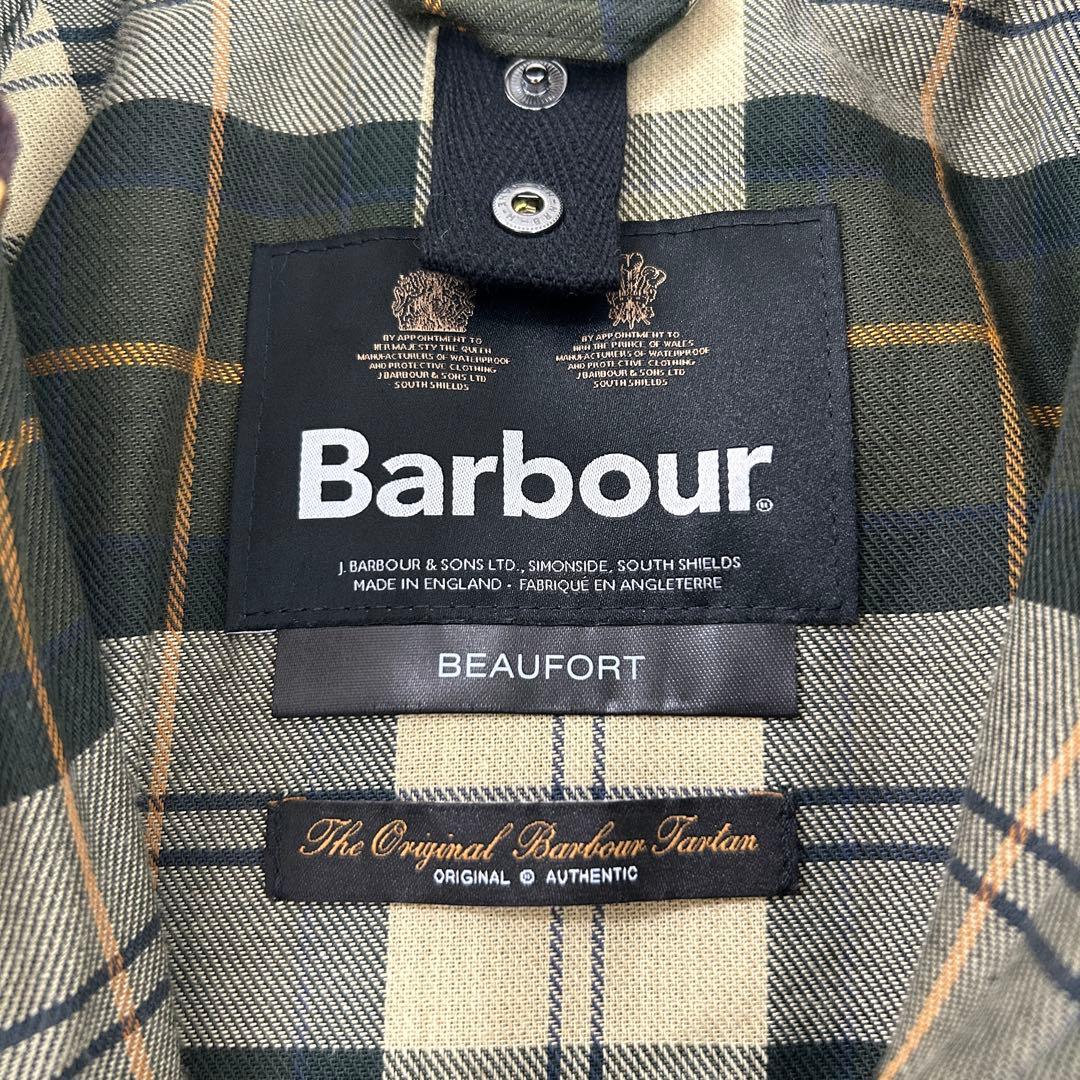 BY APPOINTMENT TO
HER MAJESTY THE QUEEN
MANUFACTURERS OF WATERPROOF
AND PROTECTIVE CLOTHING
J BARBOUR & SONS LTD
SOUTH SHIELDS
BY APPOINTMENT TO
HRH THE PRINCE OF WALES
MANUFACTURERS OF WATERPROOF
AND PROTECTIVE CLOTHING
J BARBOUR & SONS LTD
SOUTH SHIELDS
Barbour®
J. BARBOUR & SONS LTD., SIMONSIDE, SOUTH SHIELDS
MADE IN ENGLAND - FABRIQUÉ EN ANGLETERRE
BEAUFORT
The Original Barbour Tartan
ORIGINAL ® AUTHENTIC